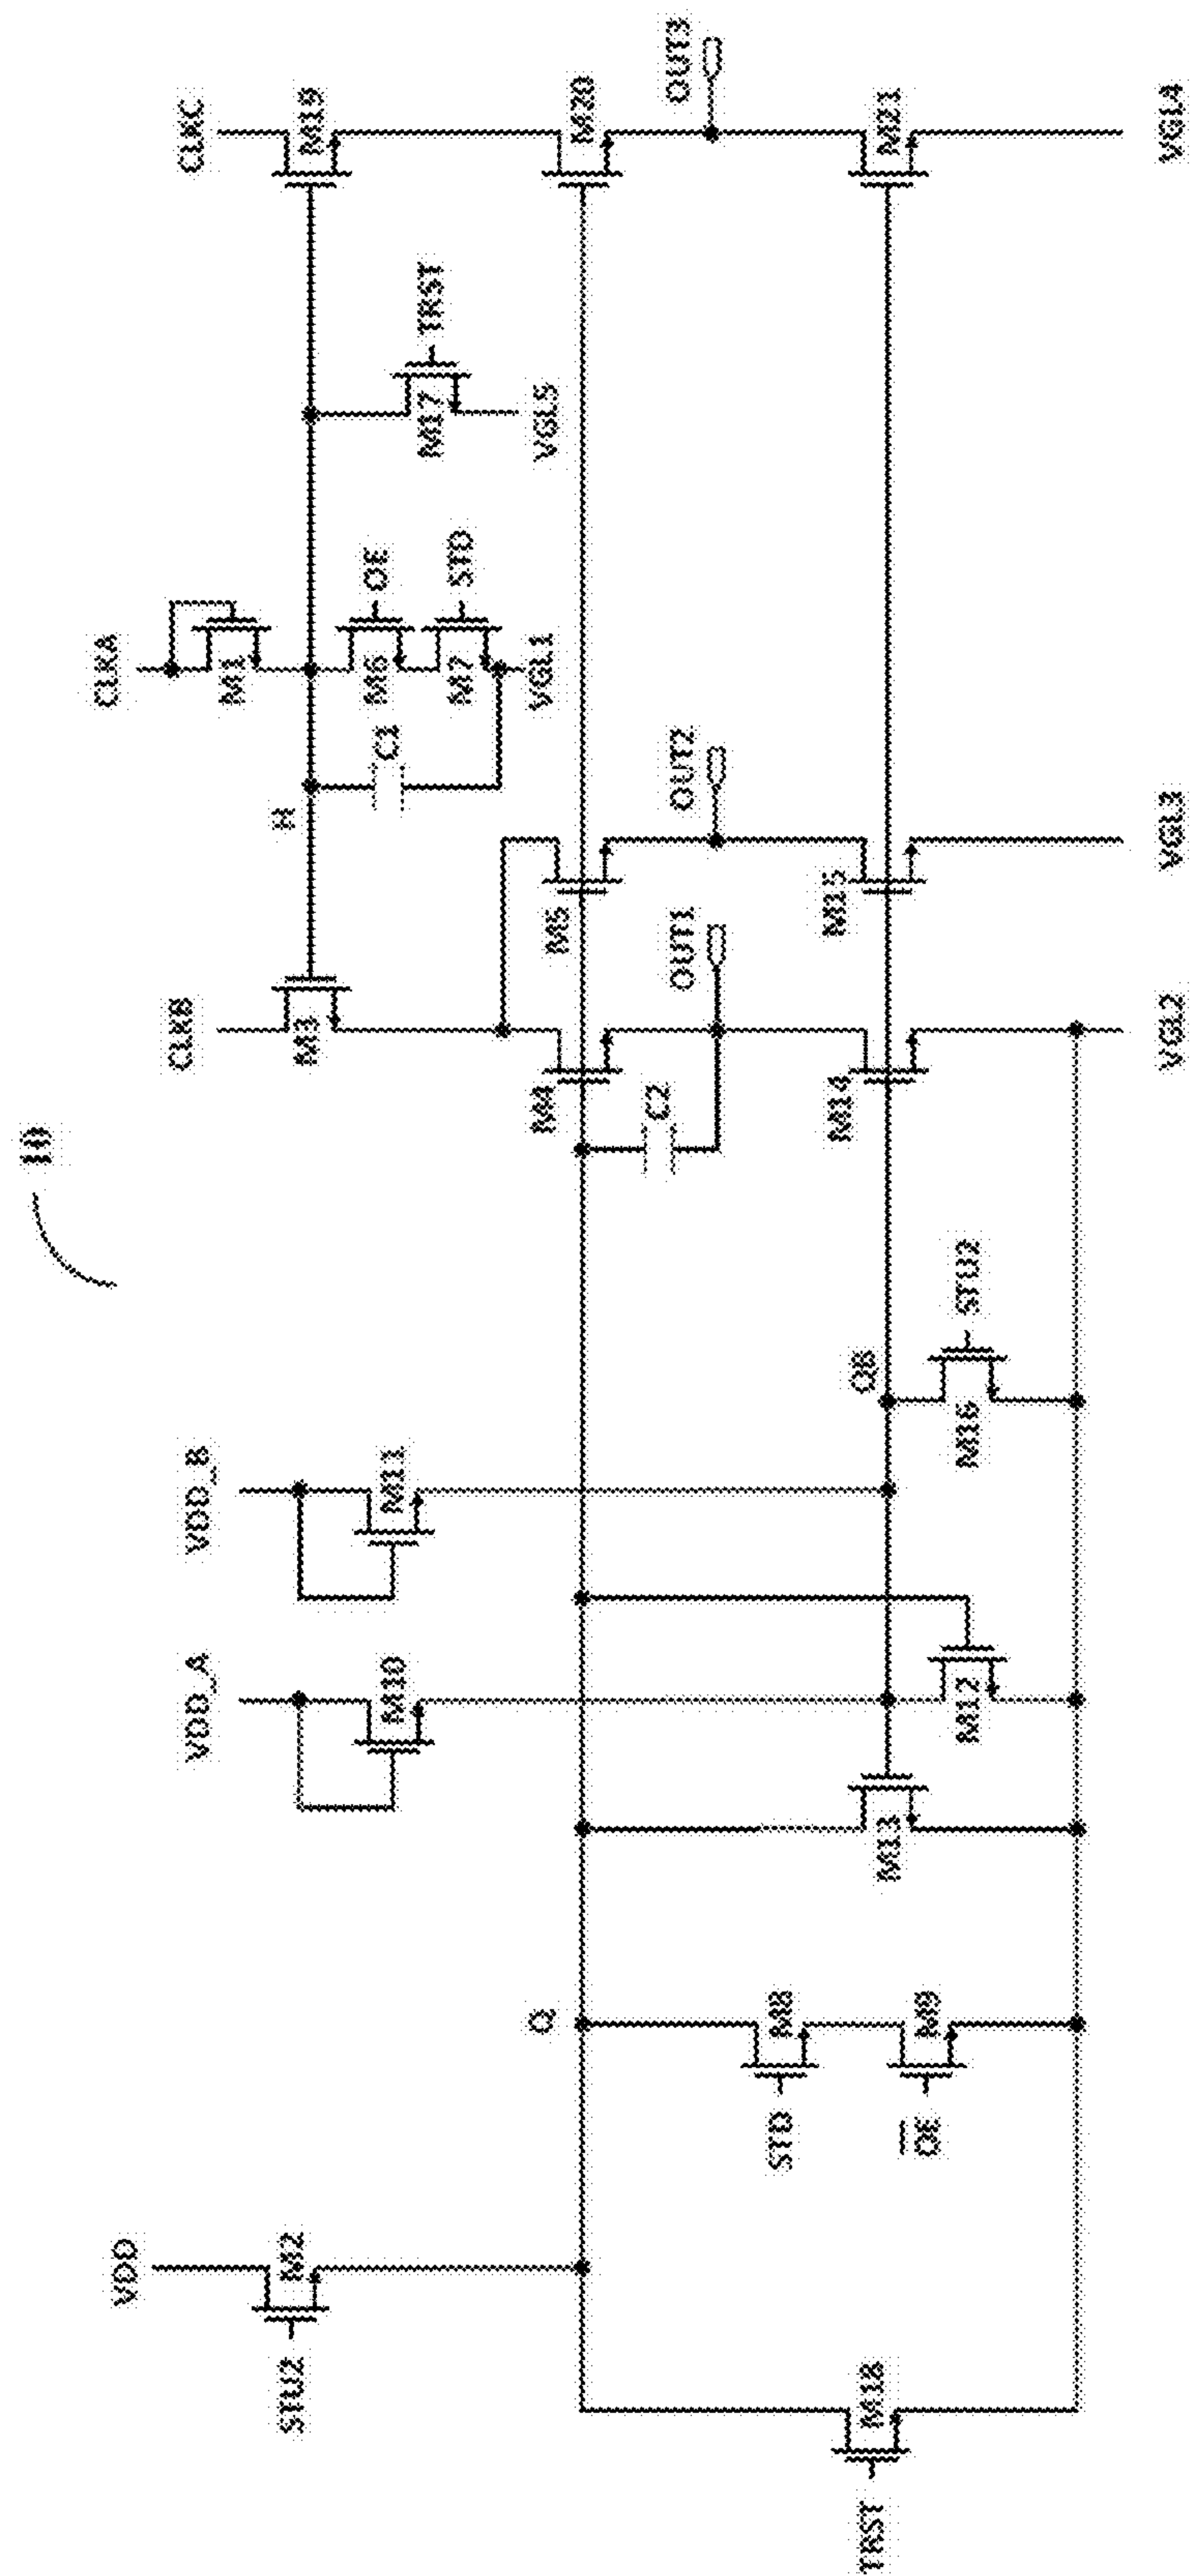 10
VDD
STU2
M2
TRST
M18
Q
STD
M8
OE
M9
VDD_A
M10
M13
M12
VDD_B
M11
QB
M16
STU2
CLKB
M3
M4
C2
OUT1
M14
VGL2
M5
OUT2
M15
VGL3
H
C1
CLKA
M1
M6
OE
M7
STD
VGL1
M17
TRST
VGL5
CLKC
M19
M20
OUT3
M21
VGL4